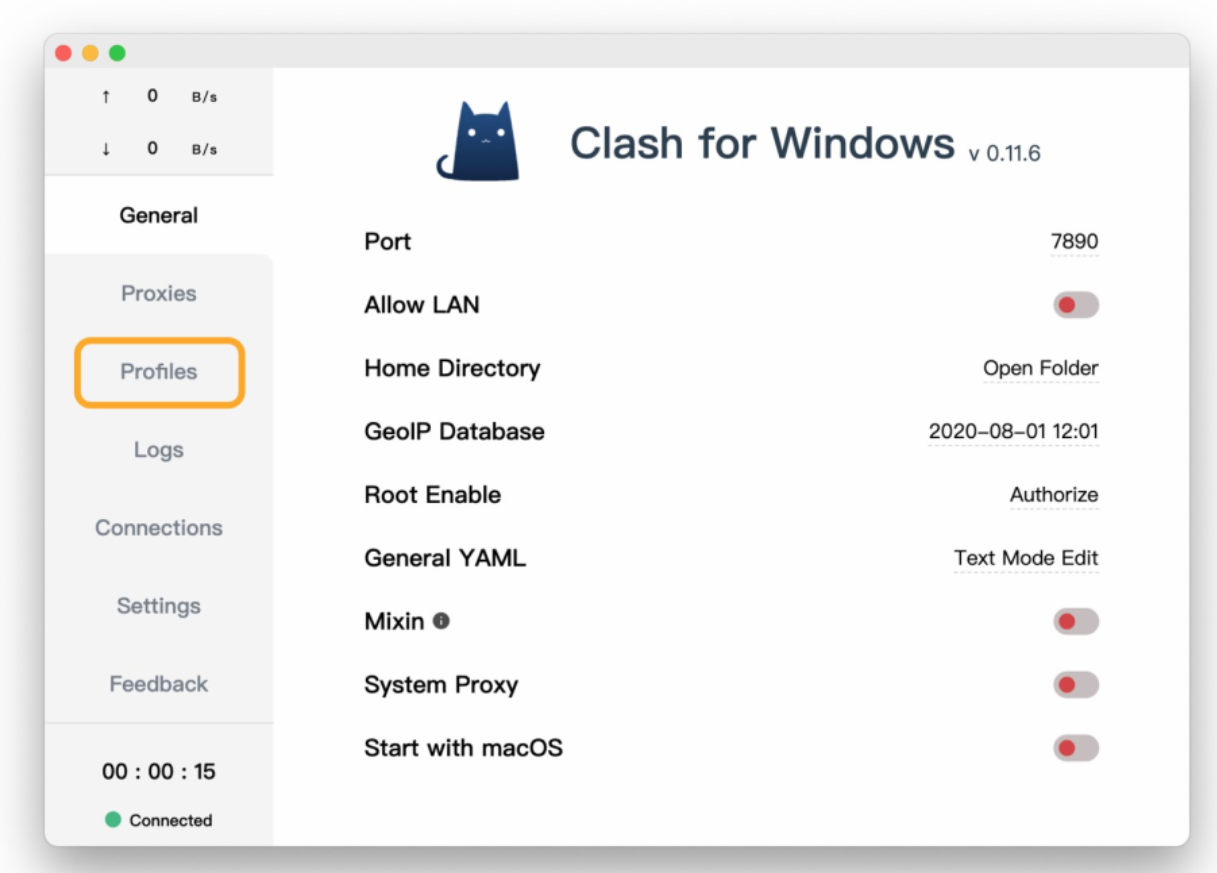 ↑ 0 B/s
↓ 0 B/s
General
Proxies
Profiles
Logs
Connections
Settings
Feedback
00 : 00 : 15
Connected
Clash for Windows v 0.11.6
Port 7890
Allow LAN
Home Directory Open Folder
GeoIP Database 2020-08-01 12:01
Root Enable Authorize
General YAML Text Mode Edit
Mixin
System Proxy
Start with macOS